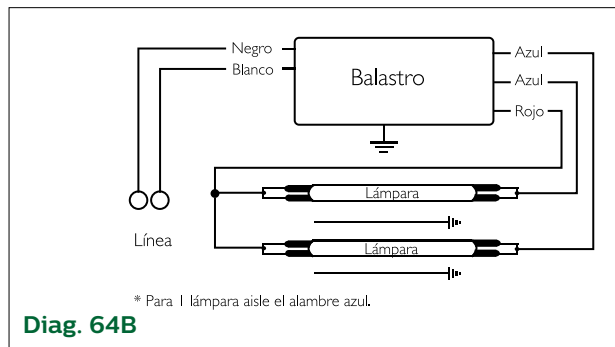 Negro
Blanco
Balastro
Azul
Azul
Rojo
Lámpara
Línea
Lámpara
* Para 1 lámpara aisle el alambre azul.
Diag. 64B